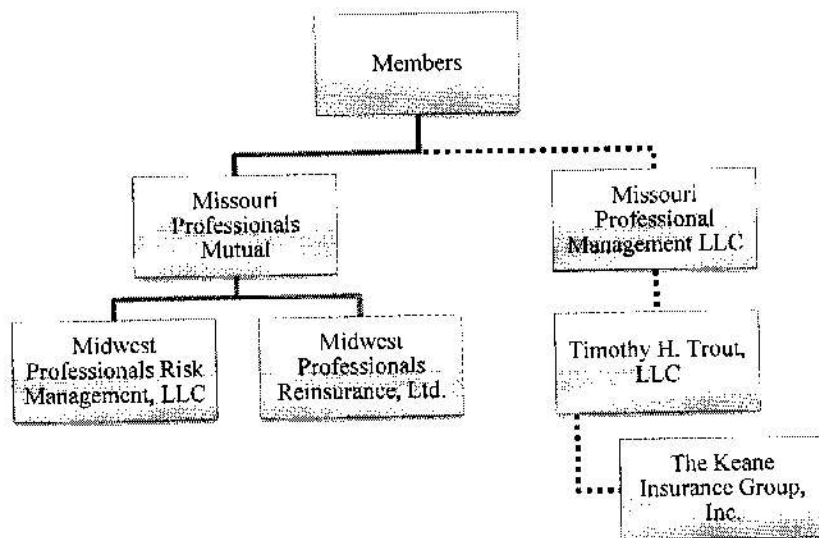 Members
Missouri
Professionals
Mutual
Missouri
Professional
Management LLC
Midwest
Professionals Risk
Management, LLC
Midwest
Professionals
Reinsurance, Ltd.
Timothy H. Trout,
LLC
The Keane
Insurance Group,
Inc.